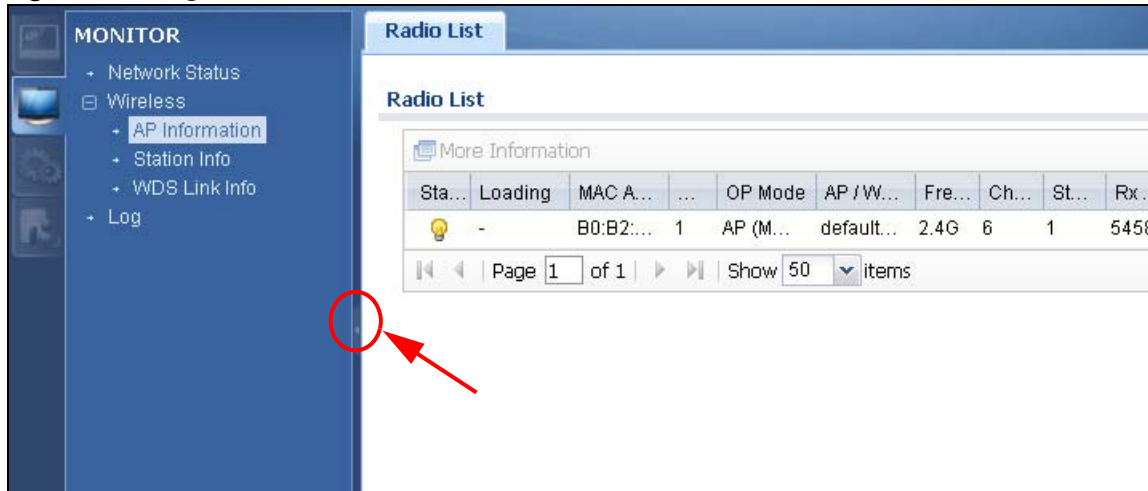 MONITOR
Network Status
Wireless
AP Information
Station Info
WDS Link Info
Log
Radio List
Radio List
More Information
Sta... Loading MAC A... ... OP Mode AP / W... Fre... Ch... St... Rx.
- B0:B2:... 1 AP (M... default... 2.4G 6 1 5458
Page 1 of 1 Show 50 items